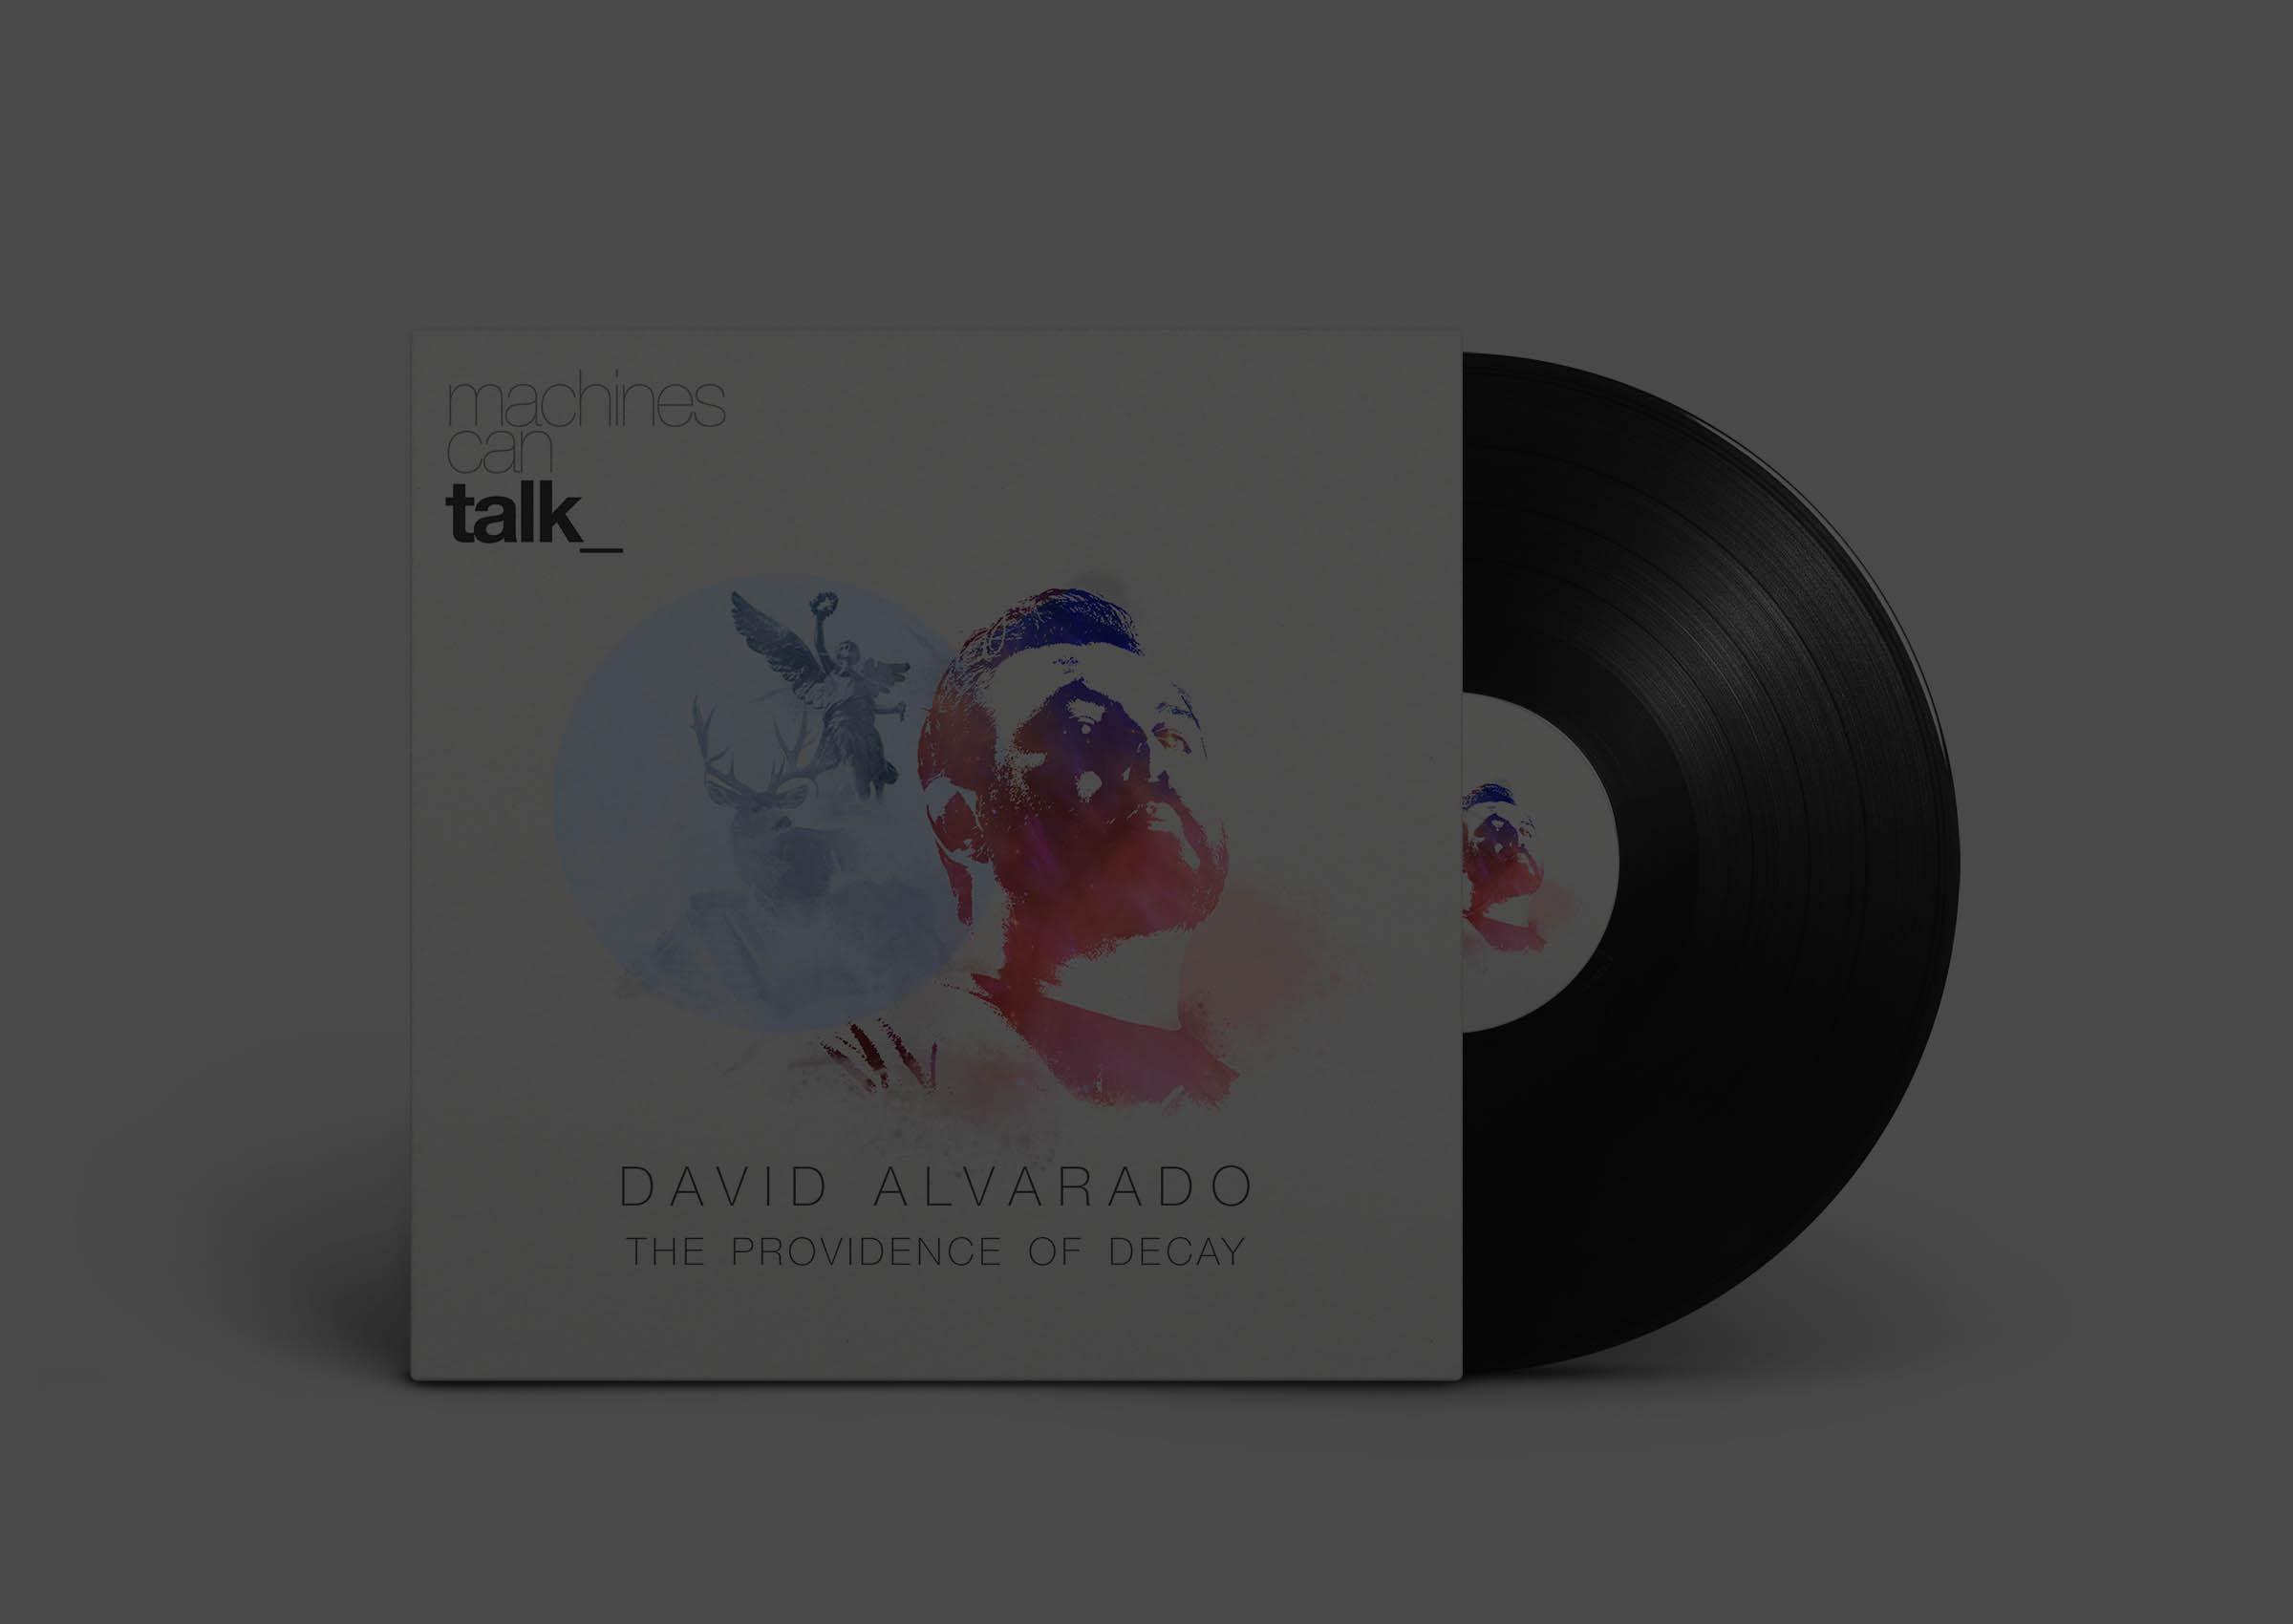 machines
can
talk_
DAVID ALVARADO
THE PROVIDENCE OF DECAY